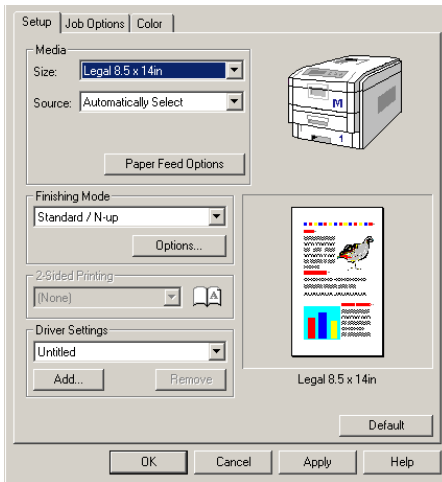 Setup
Job Options
Color
Media
Size: Legal 8.5 x 14in
Source: Automatically Select
Paper Feed Options
M
1
Finishing Mode
Standard / N-up
Options...
2-Sided Printing
(None)
A
Driver Settings
Untitled
Add...
Remove
Legal 8.5 x 14in
Default
OK
Cancel
Apply
Help